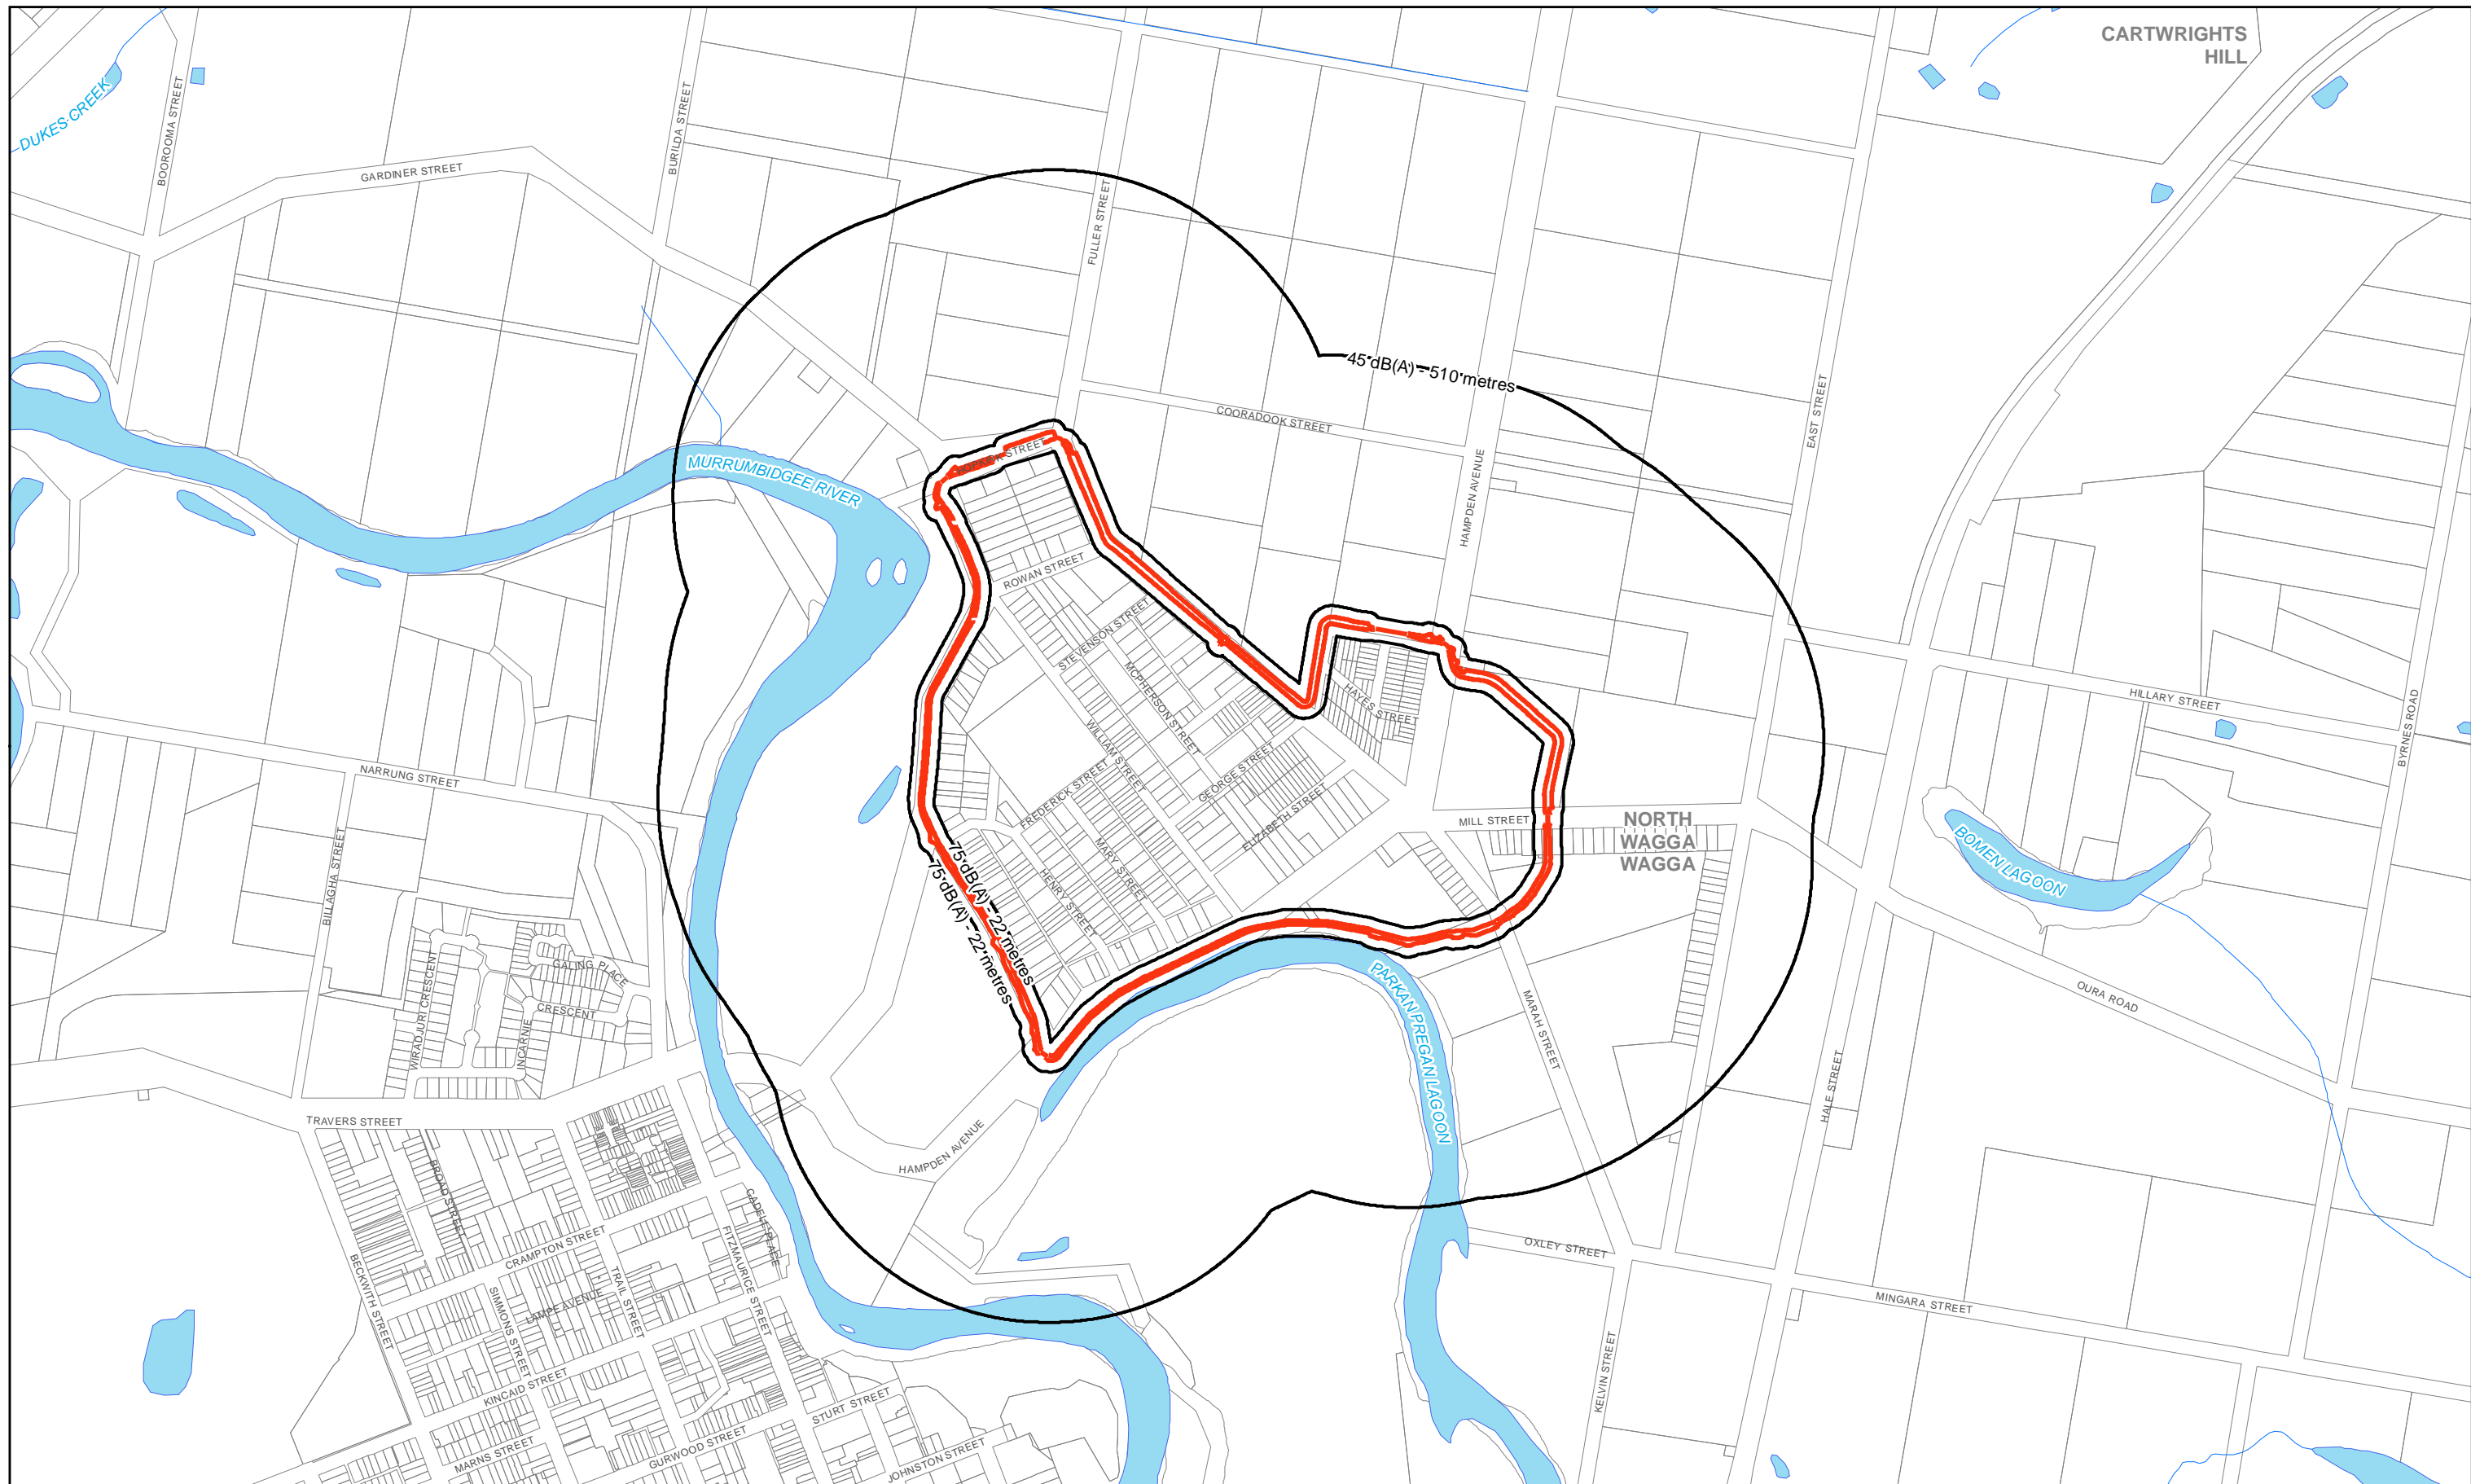 CARTWRIGHTS
HILL
DUKES CREEK
BOOROOMA STREET
BURILDA STREET
GARDINER STREET
FULLER STREET
45 dB(A) - 510 metres
COORADOOK STREET
EAST STREET
HAMPDEN AVENUE
MURRUMBIDGEE RIVER
HOPKIRK STREET
ROWAN STREET
STEVENSON STREET
MCPHERSON STREET
HAYES STREET
HILLARY STREET
BYRNES ROAD
WILLIAM STREET
GEORGE STREET
NARRUNG STREET
FREDERICK STREET
ELIZABETH STREET
MILL STREET
NORTH
WAGGA
WAGGA
BOMEN LAGOON
BILLAGHA STREET
75 dB(A) - 22 metres
75 dB(A) - 22 metres
MARY STREET
HENRY STREET
GALING PLACE
WIRADJURI CRESCENT
INCARNIE
CRESCENT
PARKAN PREGAN LAGOON
MARAH STREET
OURA ROAD
HALE STREET
TRAVERS STREET
HAMPDEN AVENUE
BROAD STREET
CADELL PLACE
FITZMAURICE STREET
CRAMPTON STREET
OXLEY STREET
BECKWITH STREET
SIMMONS STREET
LAMPE AVENUE
TRAIL STREET
MINGARA STREET
KELVIN STREET
KINCAID STREET
STURT STREET
MARNS STREET
GURWOOD STREET
JOHNSTON STREET